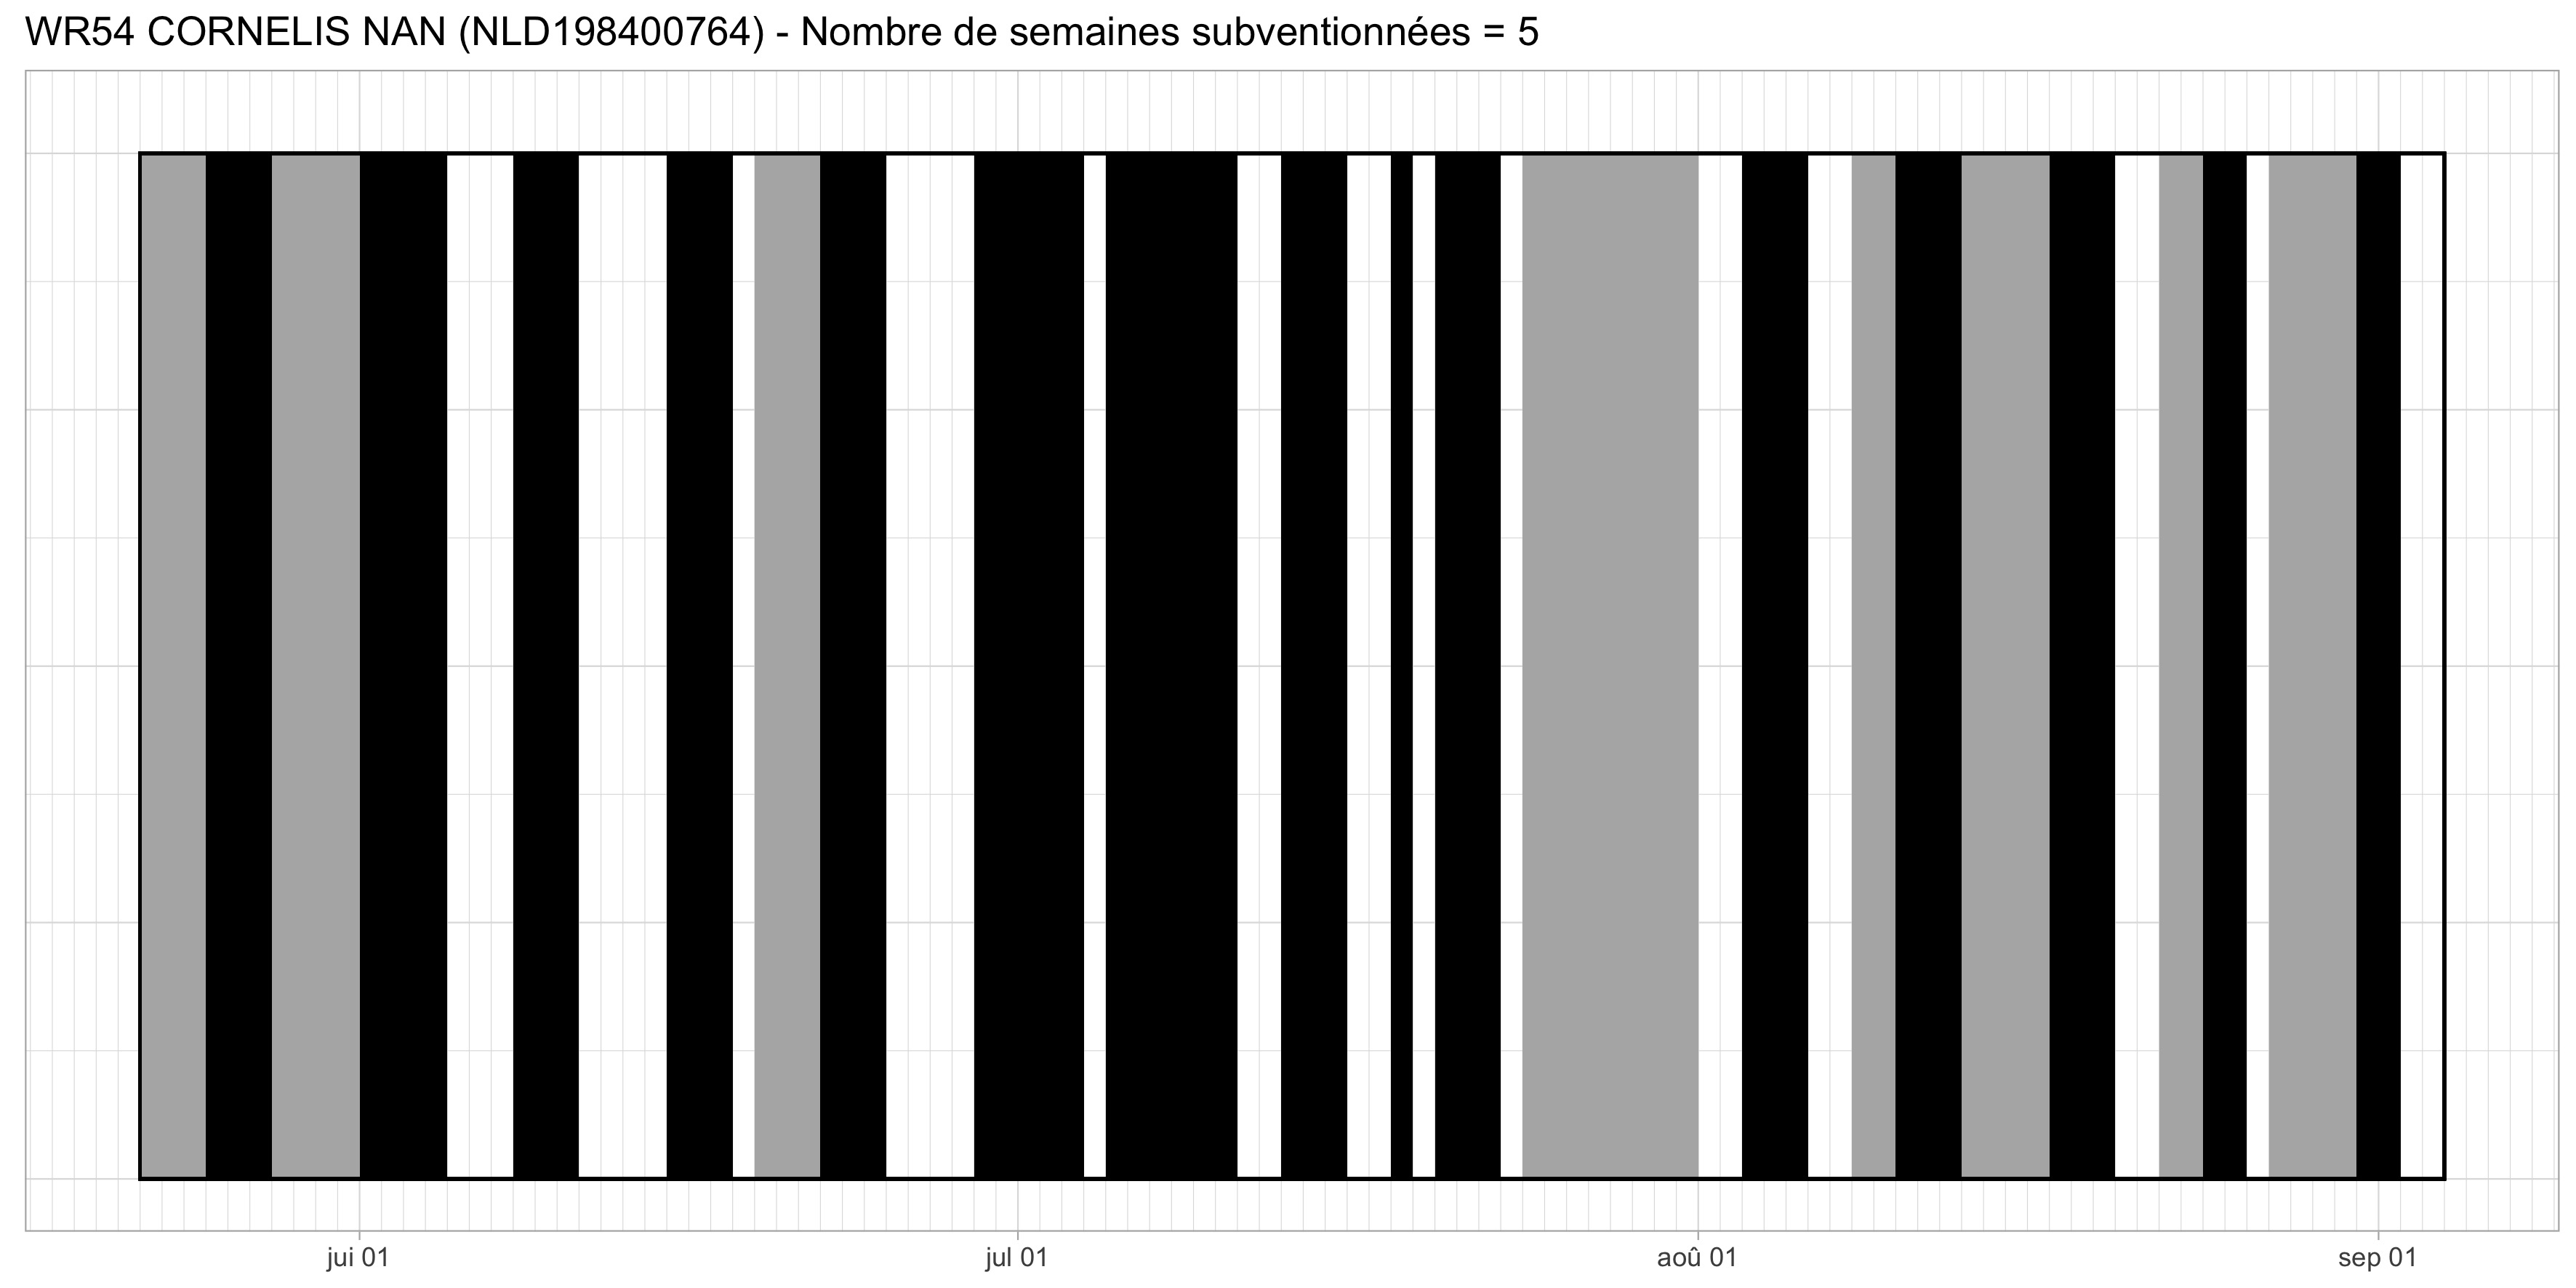 WR54 CORNELIS NAN (NLD198400764) - Nombre de semaines subventionnées = 5
jui 01 jul 01 aoû 01 sep 01